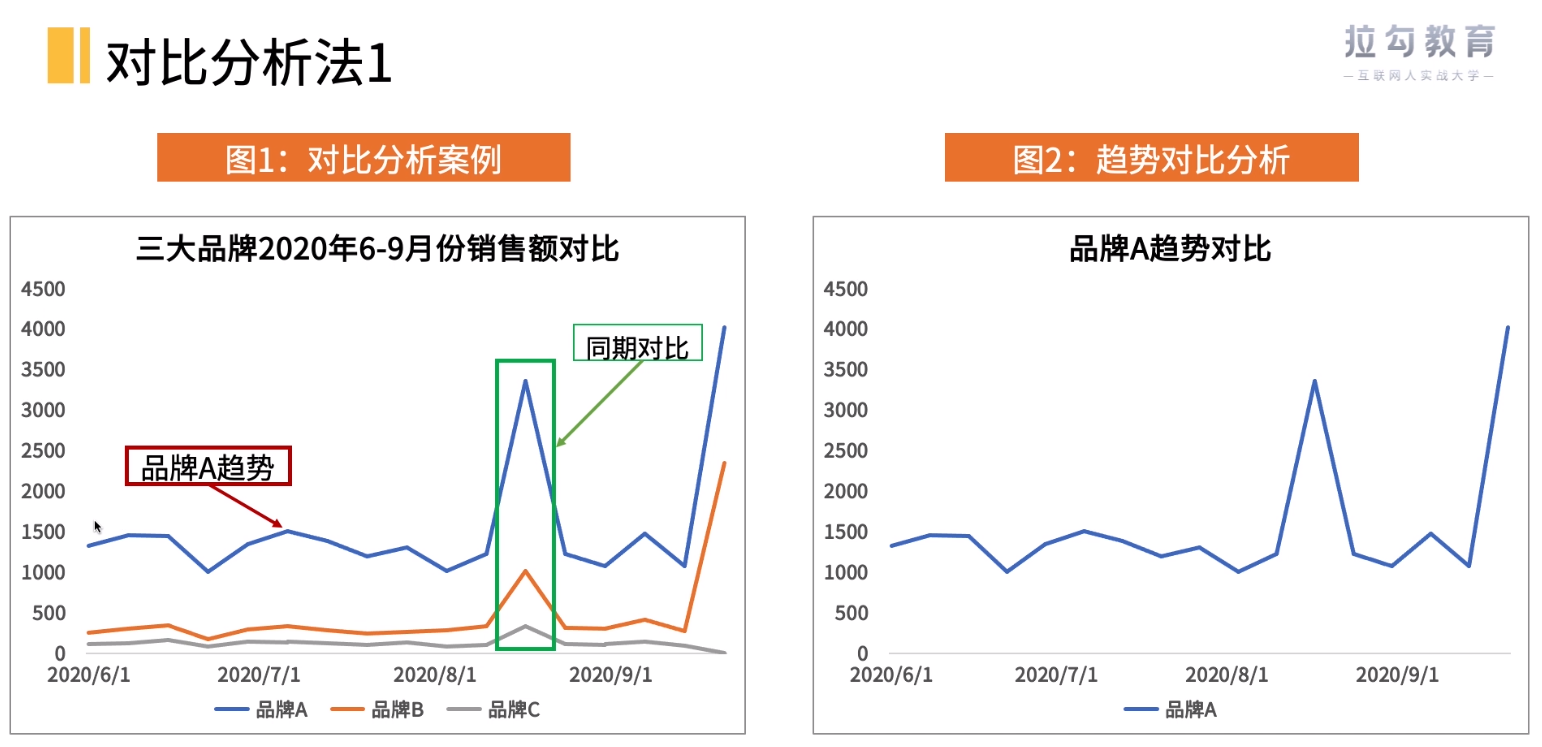 对比分析法1
拉勾教育
—互联网人实战大学—
图1：对比分析案例
图2：趋势对比分析
三大品牌2020年6-9月份销售额对比
4500
4000
3500
3000
2500
2000
1500
1000
500
0
同期对比
品牌A趋势
2020/6/1 2020/7/1 2020/8/1 2020/9/1
品牌A 品牌B 品牌C
品牌A趋势对比
4500
4000
3500
3000
2500
2000
1500
1000
500
0
2020/6/1 2020/7/1 2020/8/1 2020/9/1
品牌A